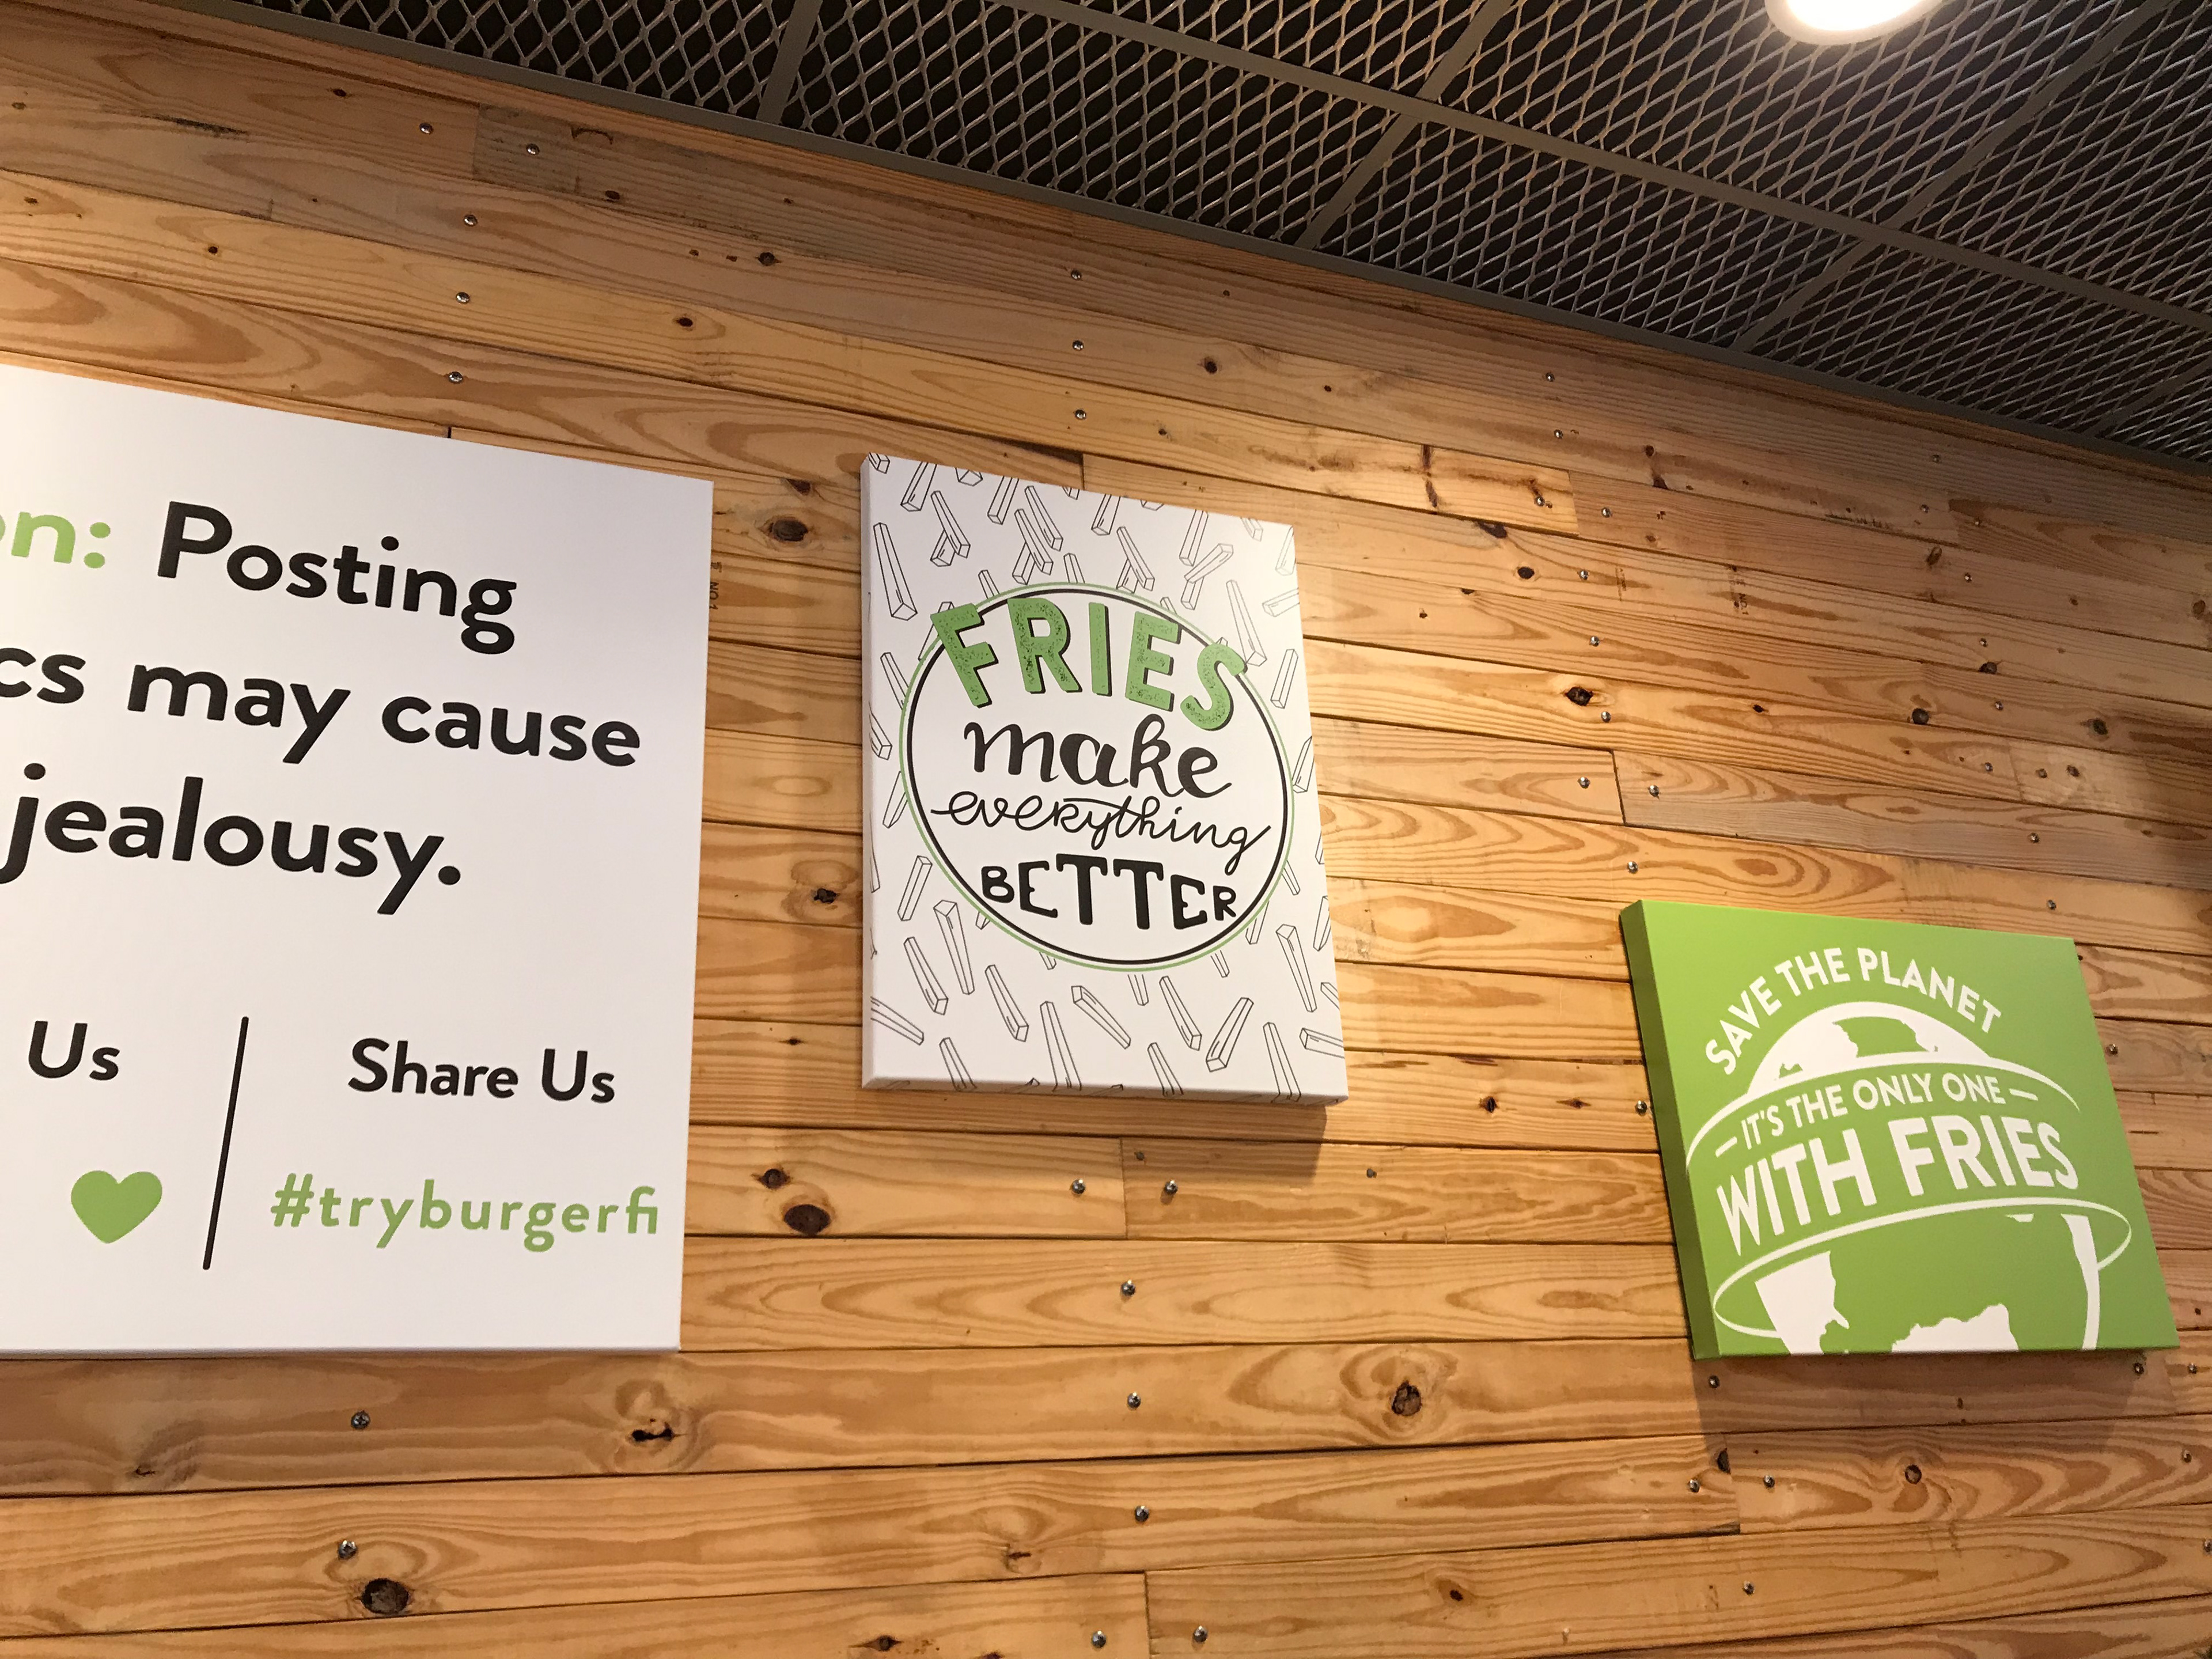 on: Posting
cs may cause
jealousy.
Us
Share Us
#tryburgerfi
FRIES
make
everything
BETTER
SAVE THE PLANET
IT'S THE ONLY ONE
WITH FRIES